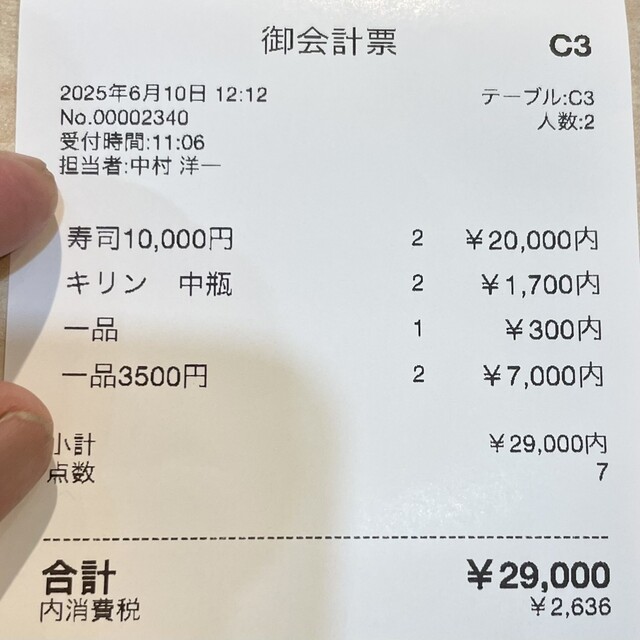 御会計票 C3
2025年6月10日 12:12
No.00002340
受付時間:11:06
担当者:中村 洋一
テーブル:C3
人数:2
寿司10,000円 2 ¥20,000内
キリン 中瓶 2 ¥1,700内
一品 1 ¥300内
一品3500円 2 ¥7,000内
小計 ¥29,000内
点数 7
合計 ¥29,000
内消費税 ¥2,636